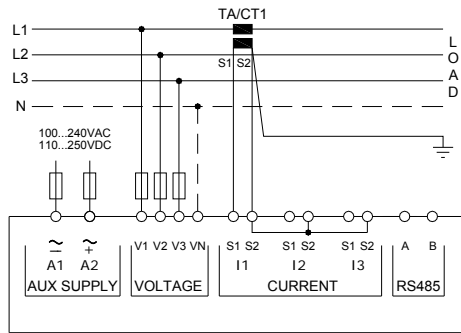 TA/CT1
L1
L2
L3
N
S1 S2
L
O
A
D
100...240VAC
110...250VDC
V1 V2 V3 VN
S1 S2 S1 S2 S1 S2
A B
~
–
~
+
A1 A2
I1 I2 I3
AUX SUPPLY
VOLTAGE
CURRENT
RS485